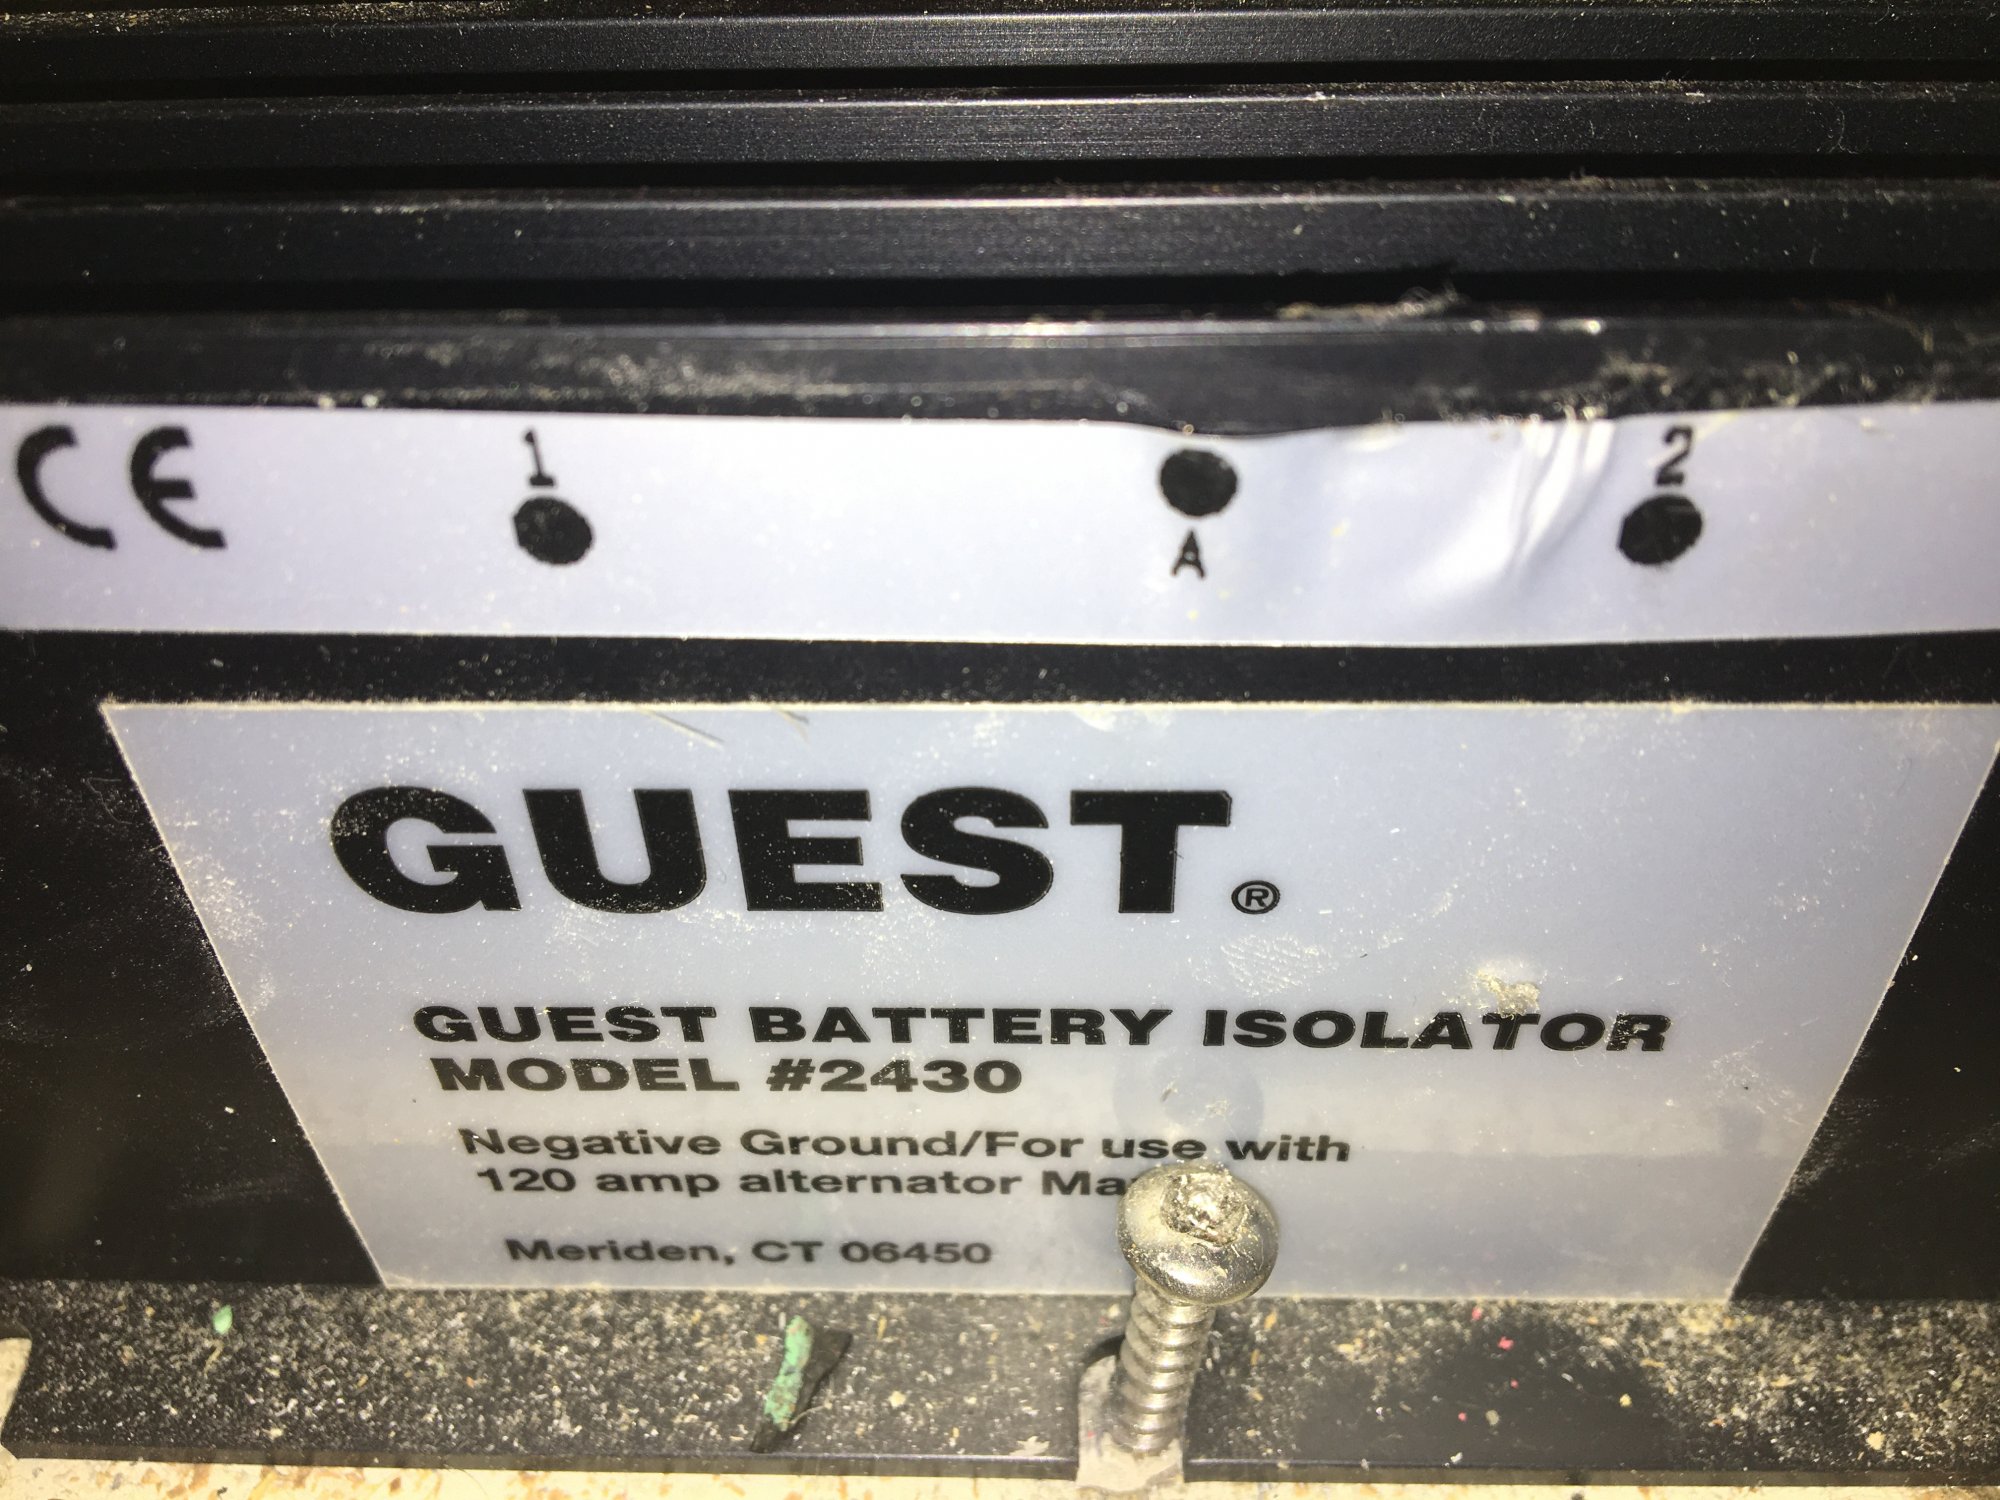 CE 1 2
A
GUEST®
GUEST BATTERY ISOLATOR
MODEL #2430
Negative Ground/For use with
120 amp alternator
Meriden, CT 06450